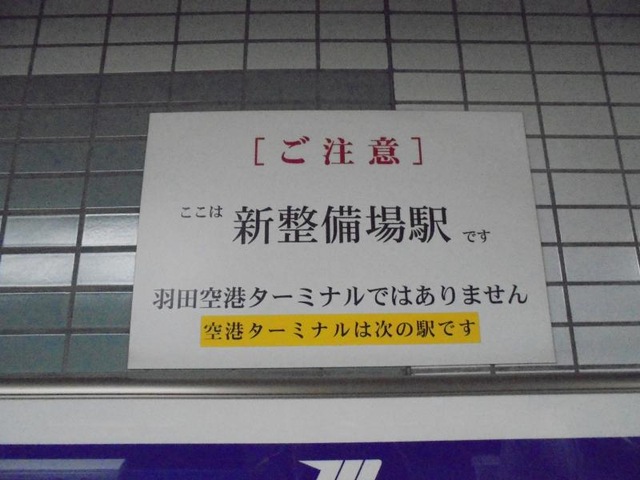 [ご注意]
ここは 新整備場駅 です
羽田空港ターミナルではありません
空港ターミナルは次の駅です